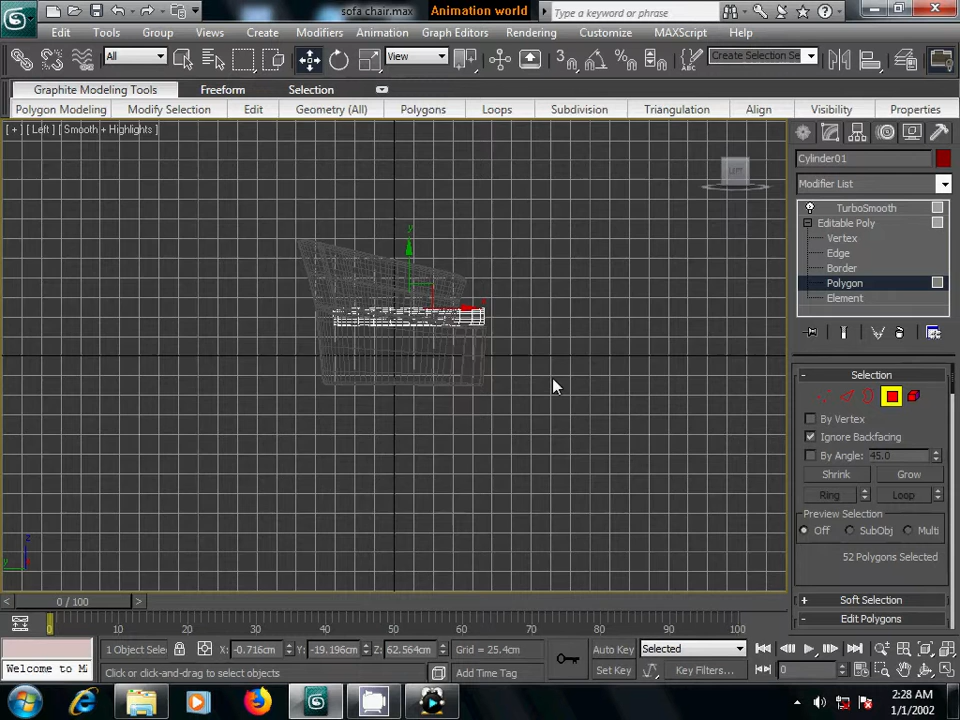 sofa chair.max
Animation world
Type a keyword or phrase
Edit Tools Group Views Create Modifiers Animation Graph Editors Rendering Customize MAXScript Help
All
View
3
Create Selection Se
Graphite Modeling Tools Freeform Selection
Polygon Modeling Modify Selection Edit Geometry (All) Polygons Loops Subdivision Triangulation Align Visibility Properties
[ + ] [ Left ] [ Smooth + Highlights ]
Cylinder01
Modifier List
TurboSmooth
Editable Poly
Vertex
Edge
Border
Polygon
Element
y
x
- Selection
By Vertex
Ignore Backfacing
By Angle: 45.0
Shrink Grow
Ring Loop
Preview Selection
Off SubObj Multi
52 Polygons Selected
+ Soft Selection
- Edit Polygons
z
y
< 0 / 100 >
0 10 20 30 40 50 60 70 80 90 100
1 Object Selec X: -0.716cm Y: -19.196cm Z: 62.564cm Grid = 25.4cm Auto Key Selected
Welcome to M Click or click-and-drag to select objects Add Time Tag Set Key Key Filters... 0
2:28 AM
1/1/2002